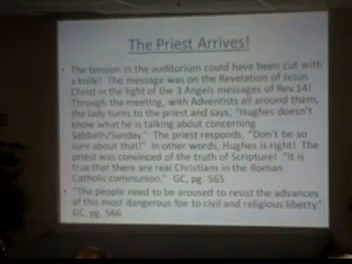 The Priest Arrives!
• The tension in the auditorium could have been cut with
a knife! The message was on the Revelation of Jesus
Christ in the light of the 3 Angels messages of Rev.14!
Through the meeting, with Adventists all around them,
the lady turns to the priest and says, "Hughes doesn't
know what he is talking about concerning
Sabbath/Sunday." The priest responds, "Don't be so
sure about that!" In other words, Hughes is right! The
priest was convinced of the truth of Scripture! "It is
true that there are real Christians in the Roman
Catholic communion." GC, pg. 565
• "The people need to be aroused to resist the advances
of this most dangerous foe to civil and religious liberty."
GC, pg. 566